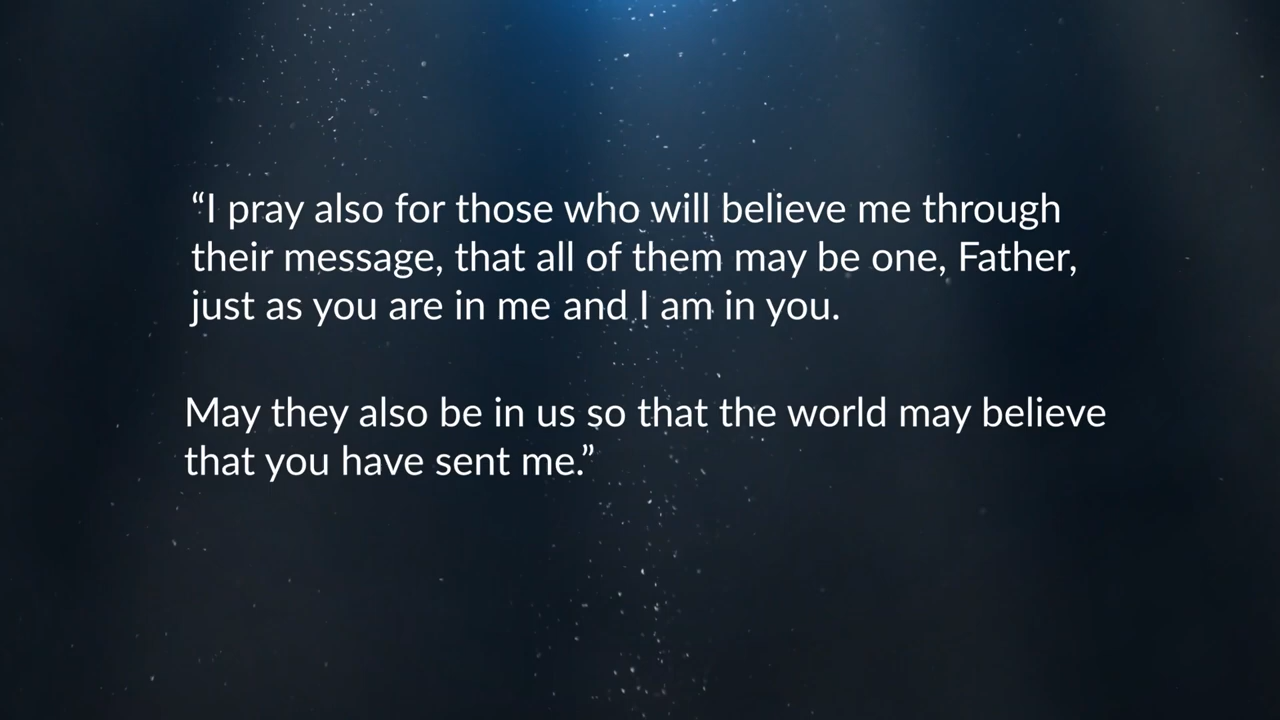 “I pray also for those who will believe me through
their message, that all of them may be one, Father,
just as you are in me and I am in you.
May they also be in us so that the world may believe
that you have sent me.”